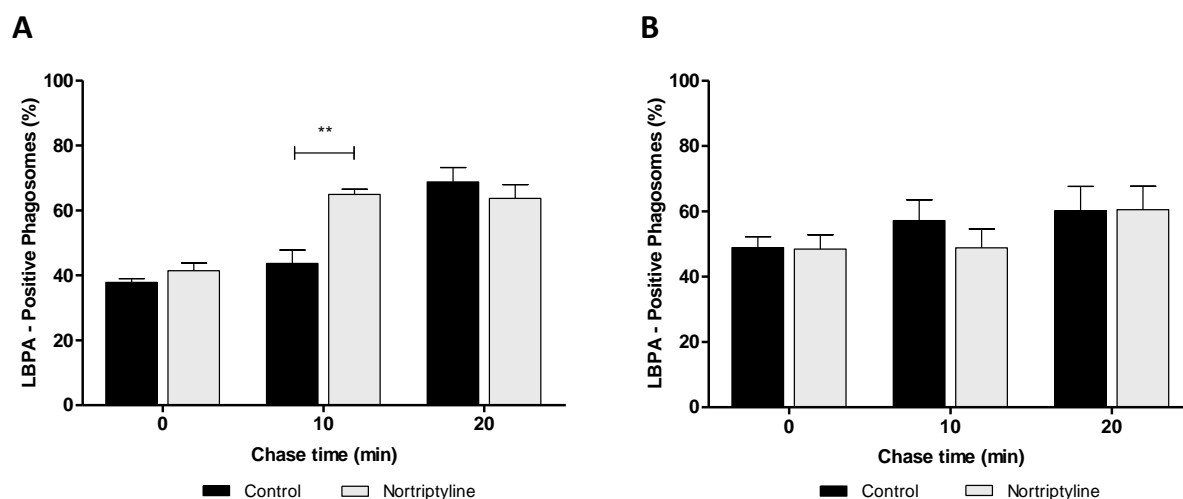 A
LBPA - Positive Phagosomes (%)
100
80
60
40
20
0
**
0 10 20
Chase time (min)
Control Nortriptyline
B
LBPA - Positive Phagosomes (%)
100
80
60
40
20
0
0 10 20
Chase time (min)
Control Nortriptyline